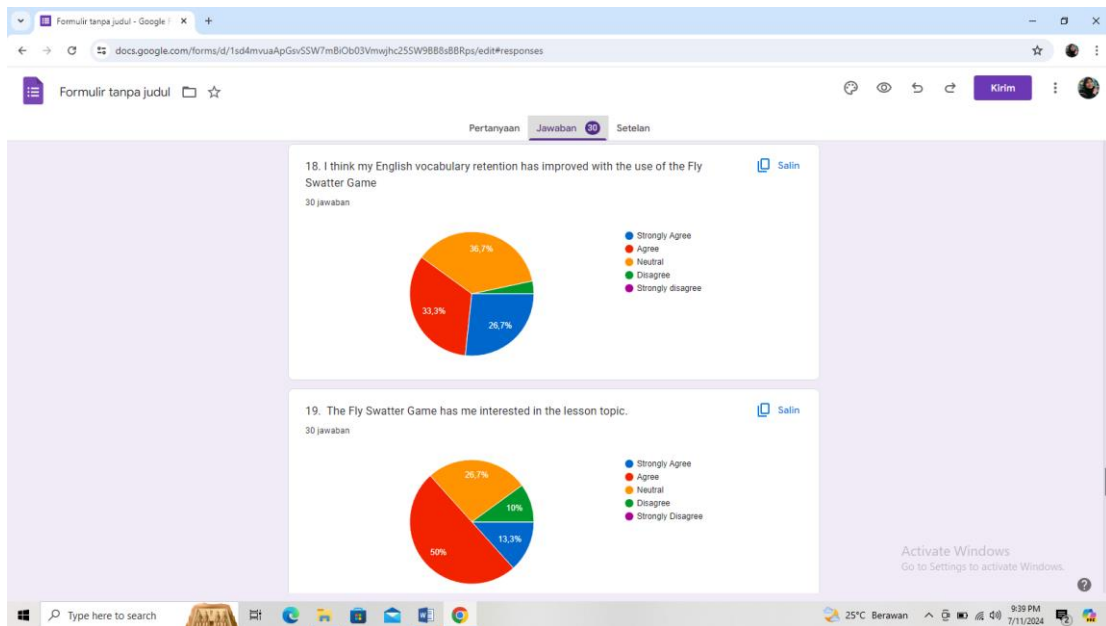 Formulir tanpa judul - Google F
docs.google.com/forms/d/1sd4mvuaApGsvSSW7mBiOb03Vmwjhc25SW9BB8sBBRps/edit#responses
Formulir tanpa judul
Kirim
Pertanyaan Jawaban 30 Setelan
18. I think my English vocabulary retention has improved with the use of the Fly
Swatter Game
Salin
30 jawaban
36,7%
33,3%
26,7%
Strongly Agree
Agree
Neutral
Disagree
Strongly disagree
19. The Fly Swatter Game has me interested in the lesson topic.
Salin
30 jawaban
26,7%
10%
13,3%
50%
Strongly Agree
Agree
Neutral
Disagree
Strongly Disagree
Activate Windows
Go to Settings to activate Windows.
Type here to search
25°C Berawan
9:39 PM
7/11/2024
2